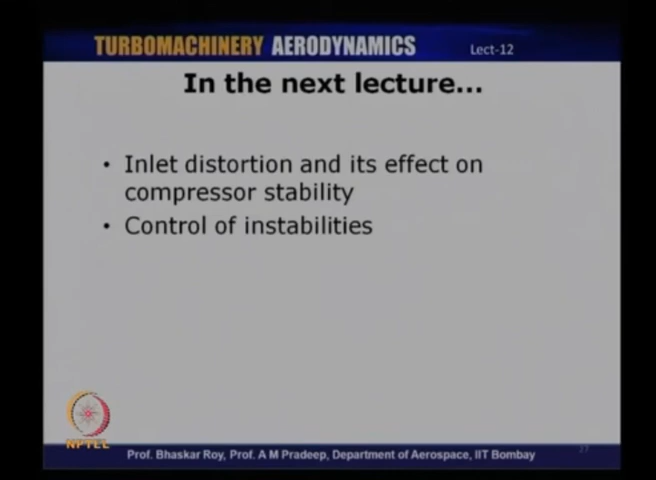 TURBOMACHINERY AERODYNAMICS Lect-12
In the next lecture...
• Inlet distortion and its effect on
compressor stability
• Control of instabilities
NPTEL
Prof. Bhaskar Roy, Prof. A M Pradeep, Department of Aerospace, IIT Bombay
27